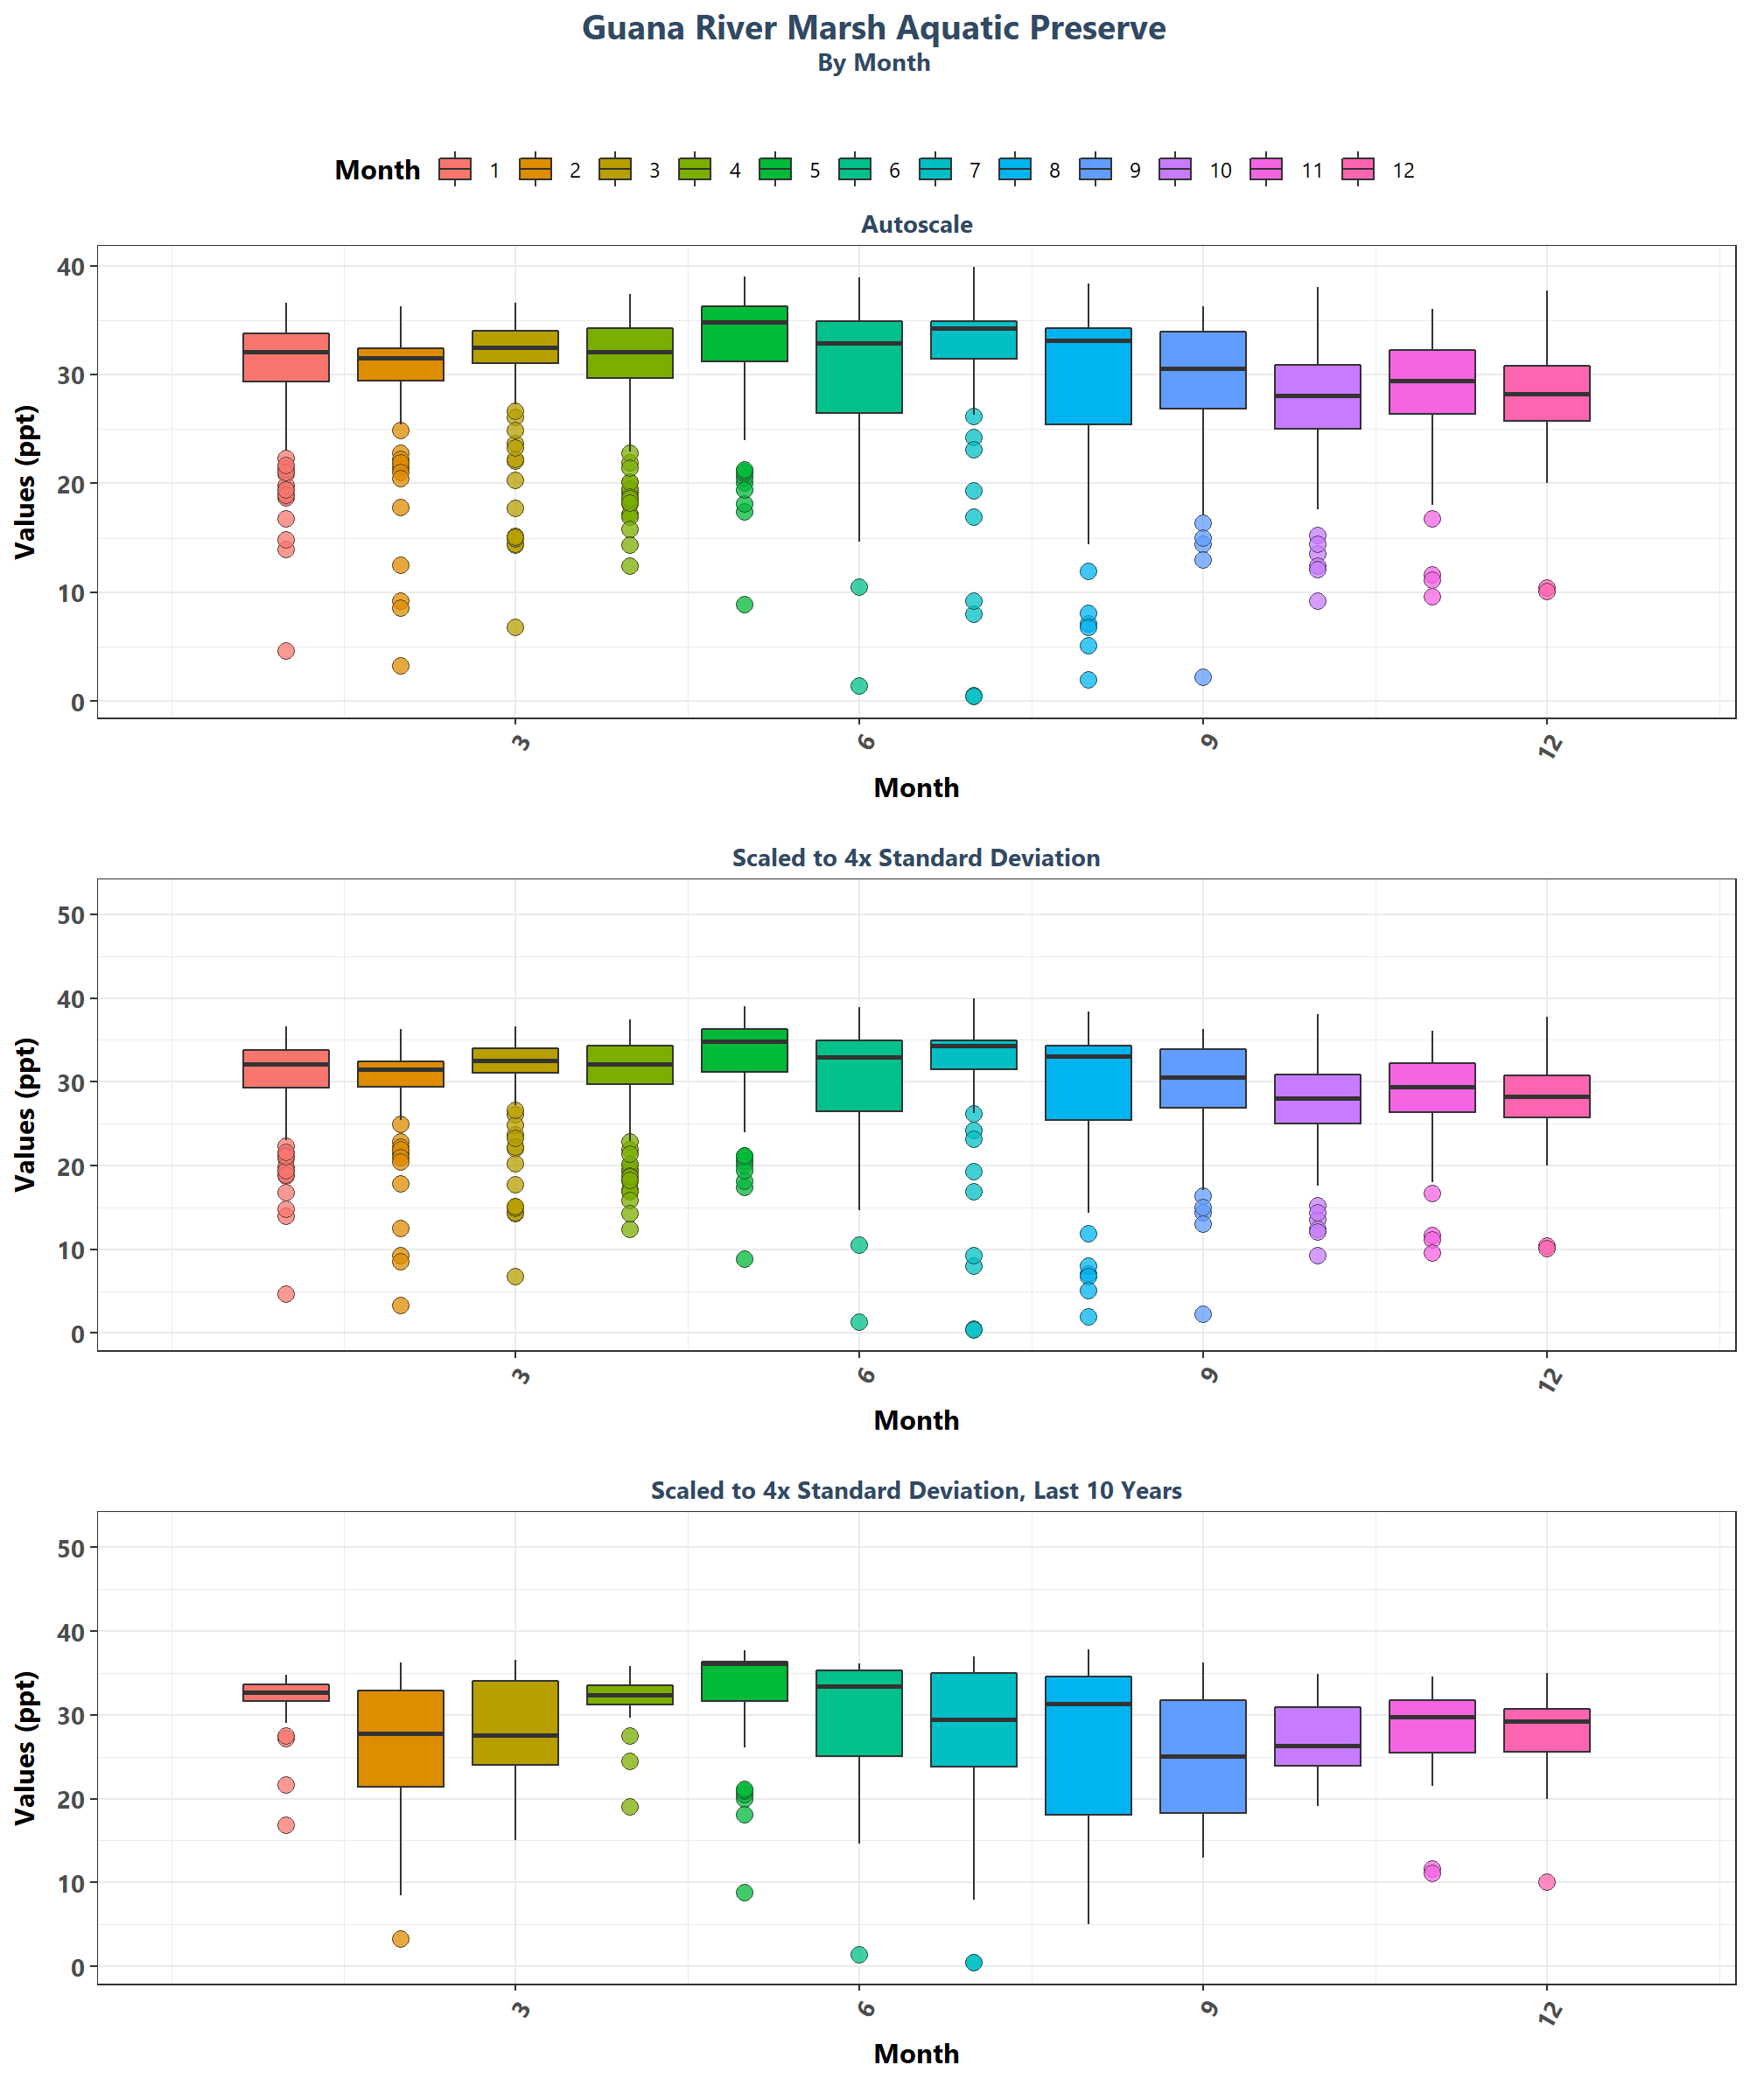 Guana River Marsh Aquatic Preserve
By Month
Month 1 2 3 4 5 6 7 8 9 10 11 12
Autoscale
Values (ppt)
40
30
20
10
0
3 6 9 12
Month
Scaled to 4x Standard Deviation
Values (ppt)
50
40
30
20
10
0
3 6 9 12
Month
Scaled to 4x Standard Deviation, Last 10 Years
Values (ppt)
50
40
30
20
10
0
3 6 9 12
Month